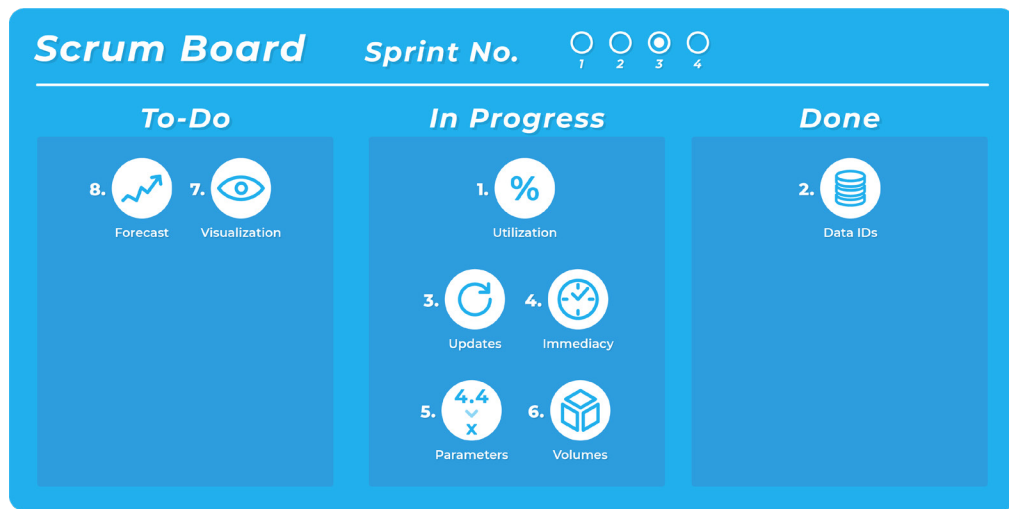 Scrum Board
Sprint No.
1 2 3 4
To-Do
8. 7.
Forecast Visualization
In Progress
1. %
Utilization
3. 4.
Updates Immediacy
5. 4.4 x 6.
Parameters Volumes
Done
2.
Data IDs